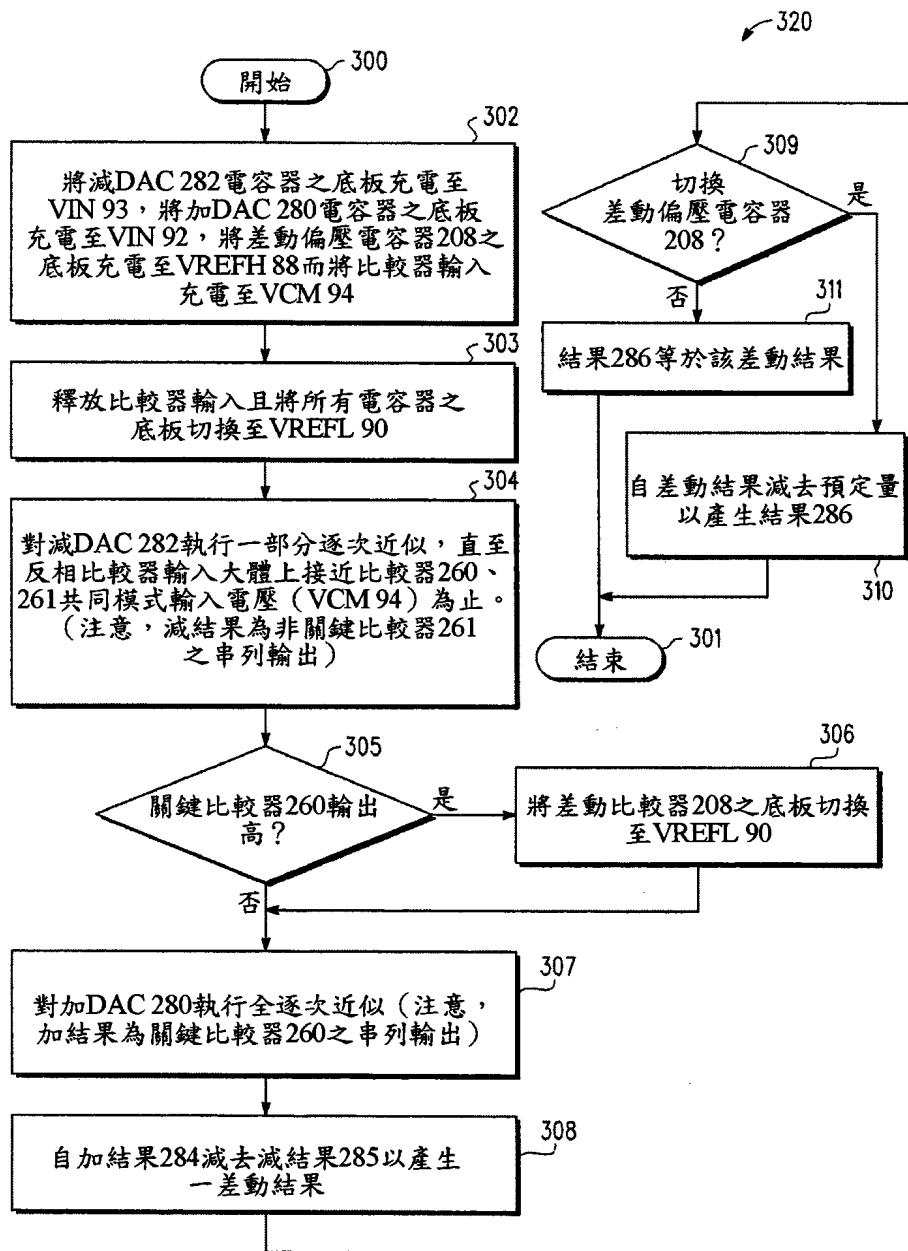 320
300
開始
302
將減DAC 282電容器之底板充電至
VIN 93，將加DAC 280電容器之底板
充電至VIN 92，將差動偏壓電容器208之
底板充電至VREFH 88而將比較器輸入
充電至VCM 94
303
釋放比較器輸入且將所有電容器之
底板切換至VREFL 90
304
對減DAC 282執行一部分逐次近似，直至
反相比較器輸入大體上接近比較器260、
261共同模式輸入電壓（VCM 94）為止。
（注意，減結果為非關鍵比較器261
之串列輸出）
305
關鍵比較器260輸出
高？
是
否
306
將差動比較器208之底板切換
至VREFL 90
307
對加DAC 280執行全逐次近似（注意，
加結果為關鍵比較器260之串列輸出）
308
自加結果284減去減結果285以產生
一差動結果
309
切換
差動偏壓電容器
208？
是
否
311
結果286等於該差動結果
自差動結果減去預定量
以產生結果286
310
301
結束